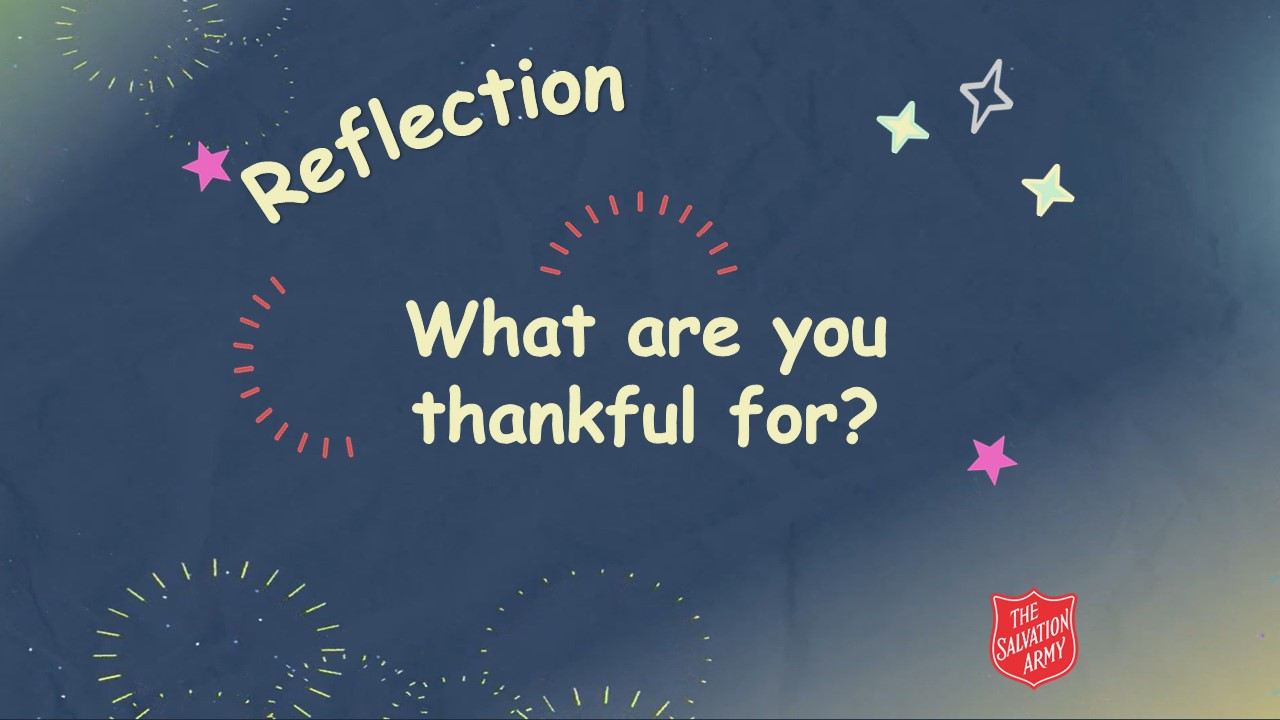 Reflection
What are you
thankful for?
THE
SALVATION
ARMY